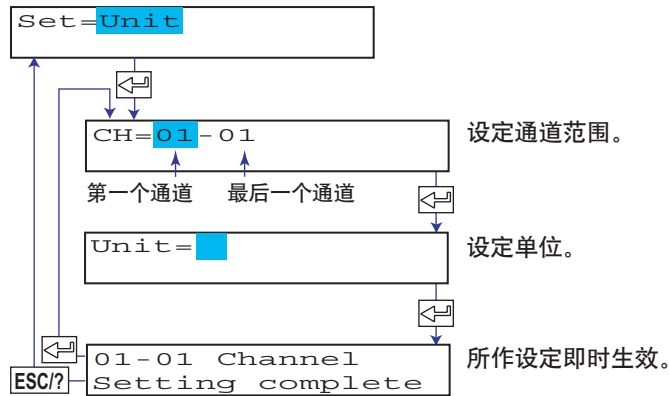 Set=Unit
CH=01-01
设定通道范围。
第一个通道 最后一个通道
Unit=
设定单位。
01-01 Channel
Setting complete
所作设定即时生效。
ESC/?